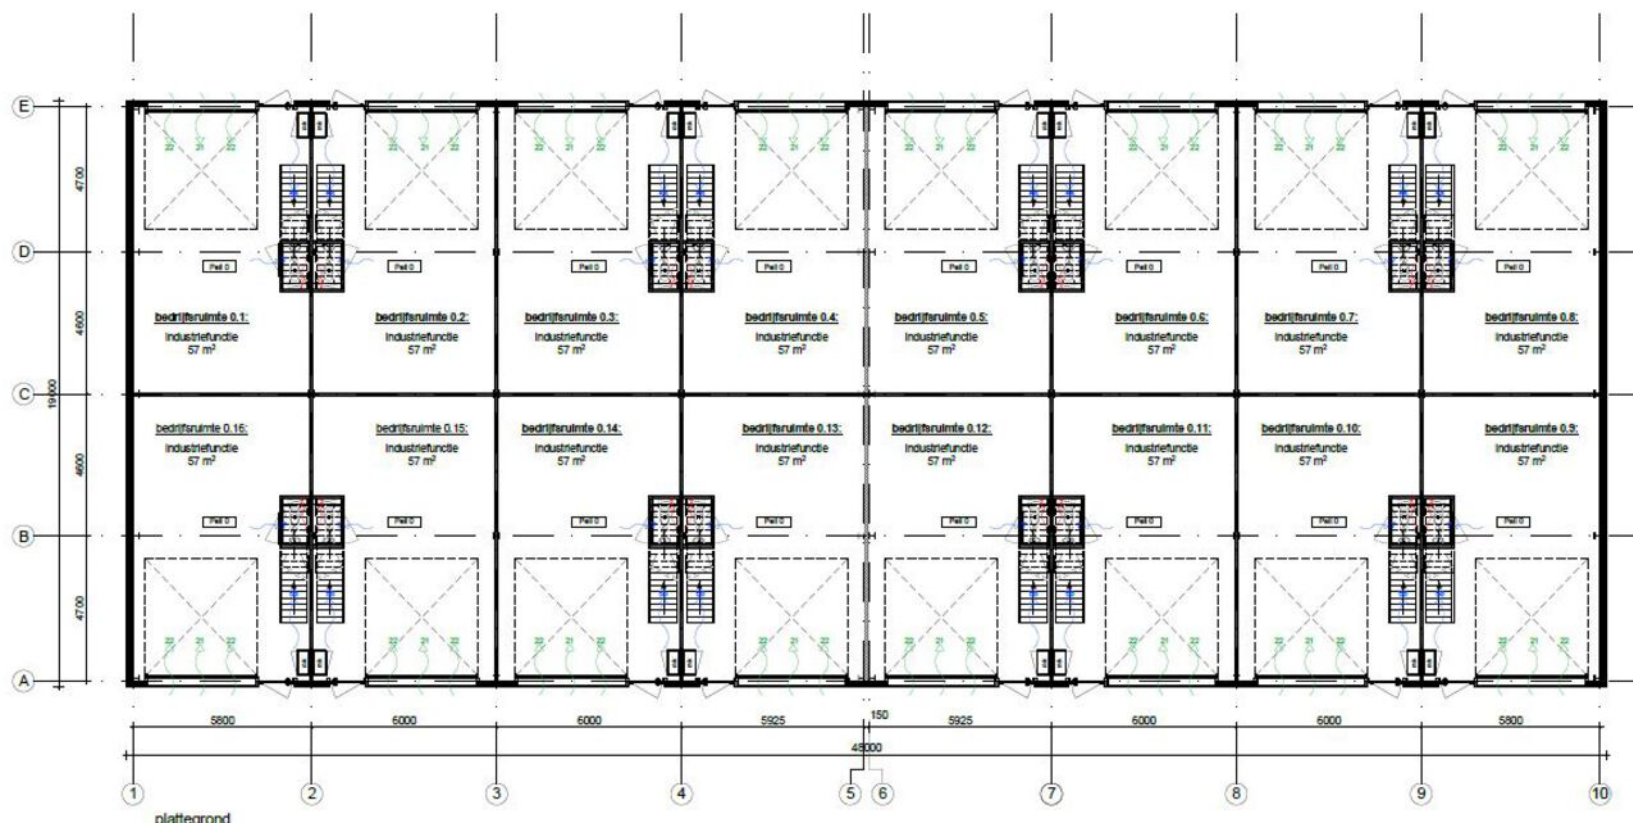 E
D
C
B
A
4700
4600
19000
4600
4700
Peil 0
Peil 0
Peil 0
Peil 0
Peil 0
Peil 0
Peil 0
Peil 0
bedrijfsruimte 0.1:
industriefunctie
57 m²
bedrijfsruimte 0.2:
industriefunctie
57 m²
bedrijfsruimte 0.3:
industriefunctie
57 m²
bedrijfsruimte 0.4:
industriefunctie
57 m²
bedrijfsruimte 0.5:
industriefunctie
57 m²
bedrijfsruimte 0.6:
industriefunctie
57 m²
bedrijfsruimte 0.7:
industriefunctie
57 m²
bedrijfsruimte 0.8:
industriefunctie
57 m²
bedrijfsruimte 0.16:
industriefunctie
57 m²
bedrijfsruimte 0.15:
industriefunctie
57 m²
bedrijfsruimte 0.14:
industriefunctie
57 m²
bedrijfsruimte 0.13:
industriefunctie
57 m²
bedrijfsruimte 0.12:
industriefunctie
57 m²
bedrijfsruimte 0.11:
industriefunctie
57 m²
bedrijfsruimte 0.10:
industriefunctie
57 m²
bedrijfsruimte 0.9:
industriefunctie
57 m²
Peil 0
Peil 0
Peil 0
Peil 0
Peil 0
Peil 0
Peil 0
Peil 0
5800
6000
6000
5925
150
5925
6000
6000
5800
48000
1
2
3
4
5
6
7
8
9
10
plattegrond